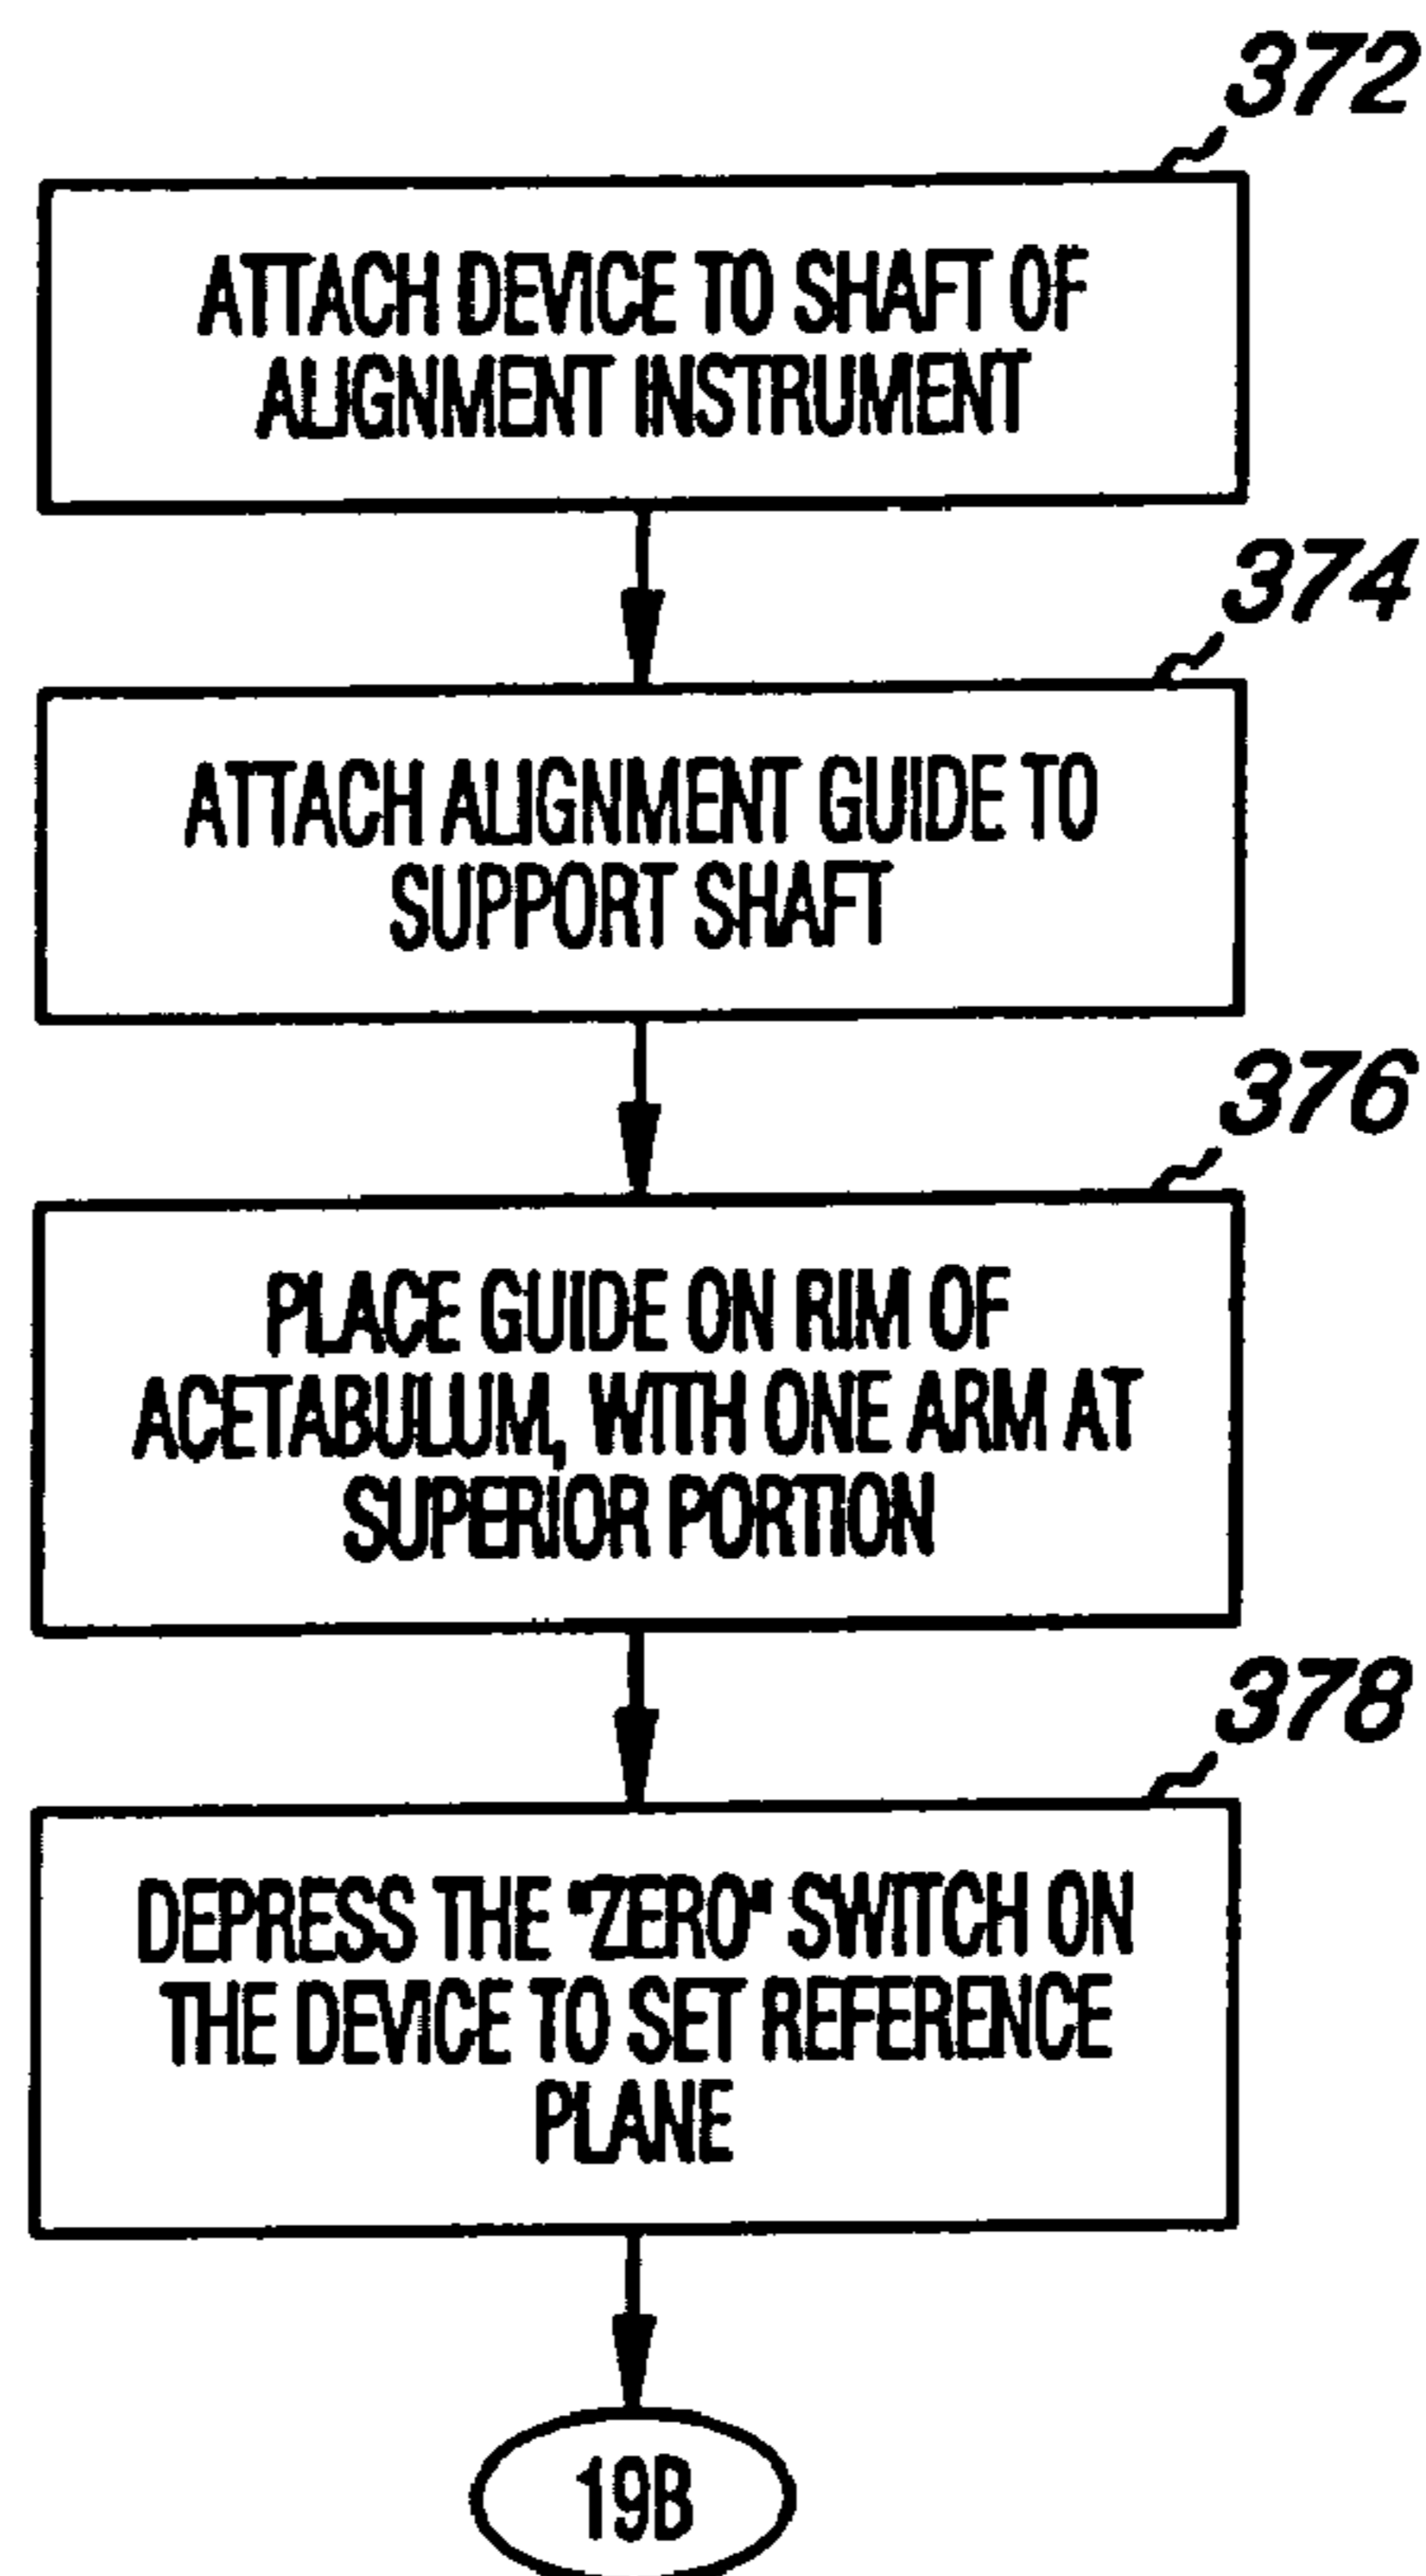 372
ATTACH DEVICE TO SHAFT OF
ALIGNMENT INSTRUMENT
374
ATTACH ALIGNMENT GUIDE TO
SUPPORT SHAFT
376
PLACE GUIDE ON RIM OF
ACETABULUM, WITH ONE ARM AT
SUPERIOR PORTION
378
DEPRESS THE "ZERO" SWITCH ON
THE DEVICE TO SET REFERENCE
PLANE
19B